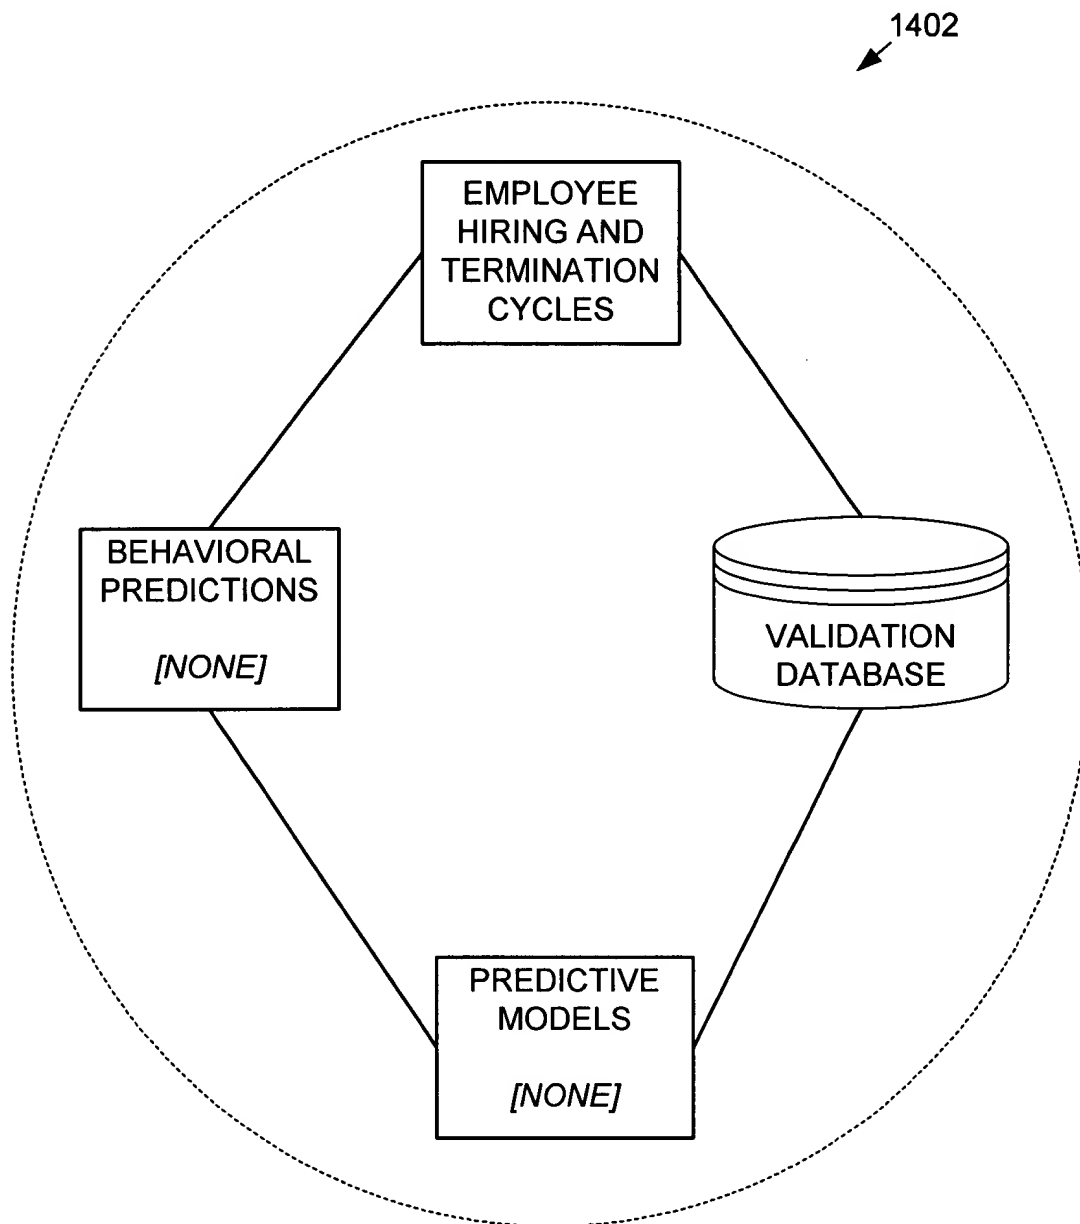 1402
EMPLOYEE
HIRING AND
TERMINATION
CYCLES
BEHAVIORAL
PREDICTIONS
[NONE]
VALIDATION
DATABASE
PREDICTIVE
MODELS
[NONE]